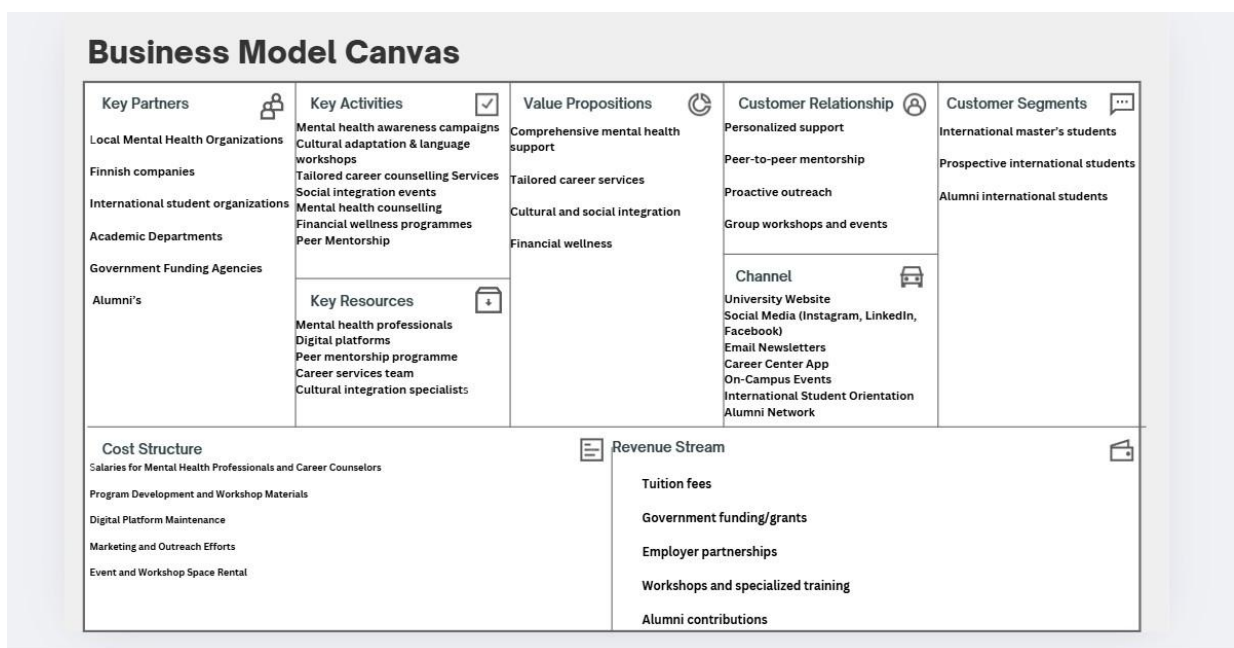 Business Model Canvas
Key Partners
Local Mental Health Organizations
Finnish companies
International student organizations
Academic Departments
Government Funding Agencies
Alumni's
Key Activities
Mental health awareness campaigns
Cultural adaptation & language
workshops
Tailored career counselling Services
Social integration events
Mental health counselling
Financial wellness programmes
Peer Mentorship
Key Resources
Mental health professionals
Digital platforms
Peer mentorship programme
Career services team
Cultural integration specialists
Value Propositions
Comprehensive mental health
support
Tailored career services
Cultural and social integration
Financial wellness
Customer Relationship
Personalized support
Peer-to-peer mentorship
Proactive outreach
Group workshops and events
Channel
University Website
Social Media (Instagram, LinkedIn,
Facebook)
Email Newsletters
Career Center App
On-Campus Events
International Student Orientation
Alumni Network
Customer Segments
International master's students
Prospective international students
Alumni international students
Cost Structure
Salaries for Mental Health Professionals and Career Counselors
Program Development and Workshop Materials
Digital Platform Maintenance
Marketing and Outreach Efforts
Event and Workshop Space Rental
Revenue Stream
Tuition fees
Government funding/grants
Employer partnerships
Workshops and specialized training
Alumni contributions